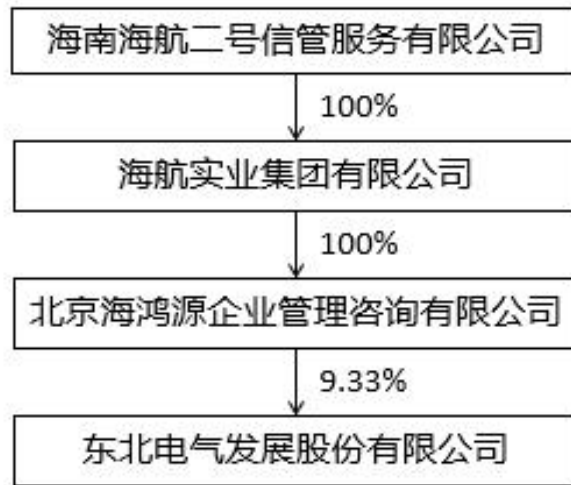 海南海航二号信管服务有限公司
100%
海航实业集团有限公司
100%
北京海鸿源企业管理咨询有限公司
9.33%
东北电气发展股份有限公司